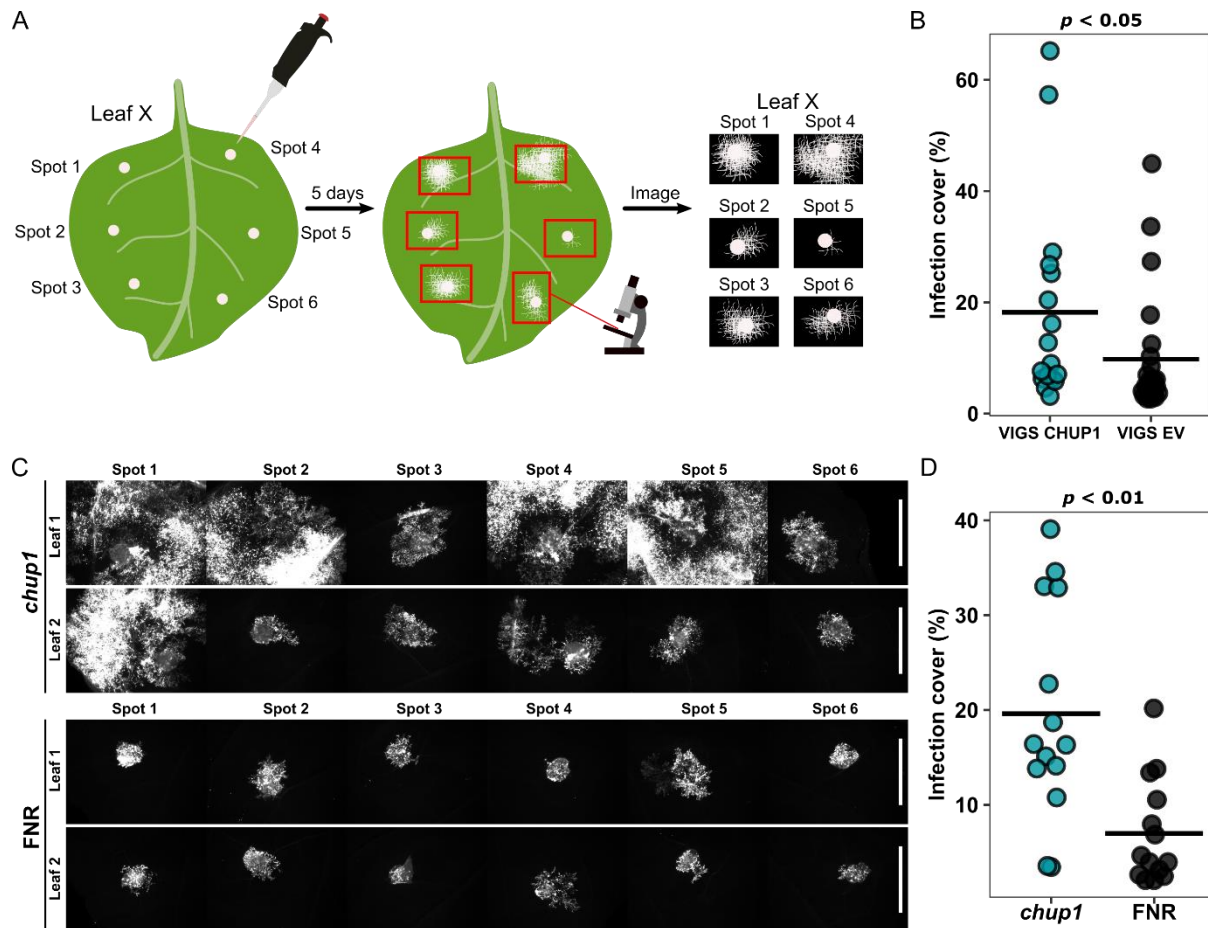 A
Leaf X
Spot 1
Spot 4
Spot 2
Spot 5
Spot 3
Spot 6
5 days
Image
Leaf X
Spot 1 Spot 4
Spot 2 Spot 5
Spot 3 Spot 6
B
p < 0.05
Infection cover (%)
60
40
20
0
VIGS CHUP1 VIGS EV
C
Spot 1 Spot 2 Spot 3 Spot 4 Spot 5 Spot 6
chup1
Leaf 1
Leaf 2
Spot 1 Spot 2 Spot 3 Spot 4 Spot 5 Spot 6
FNR
Leaf 1
Leaf 2
D
p < 0.01
Infection cover (%)
40
30
20
10
chup1 FNR